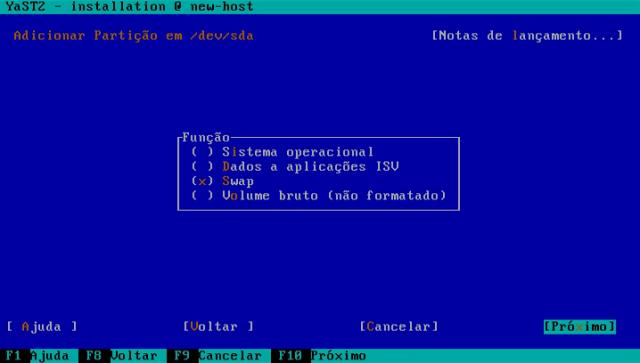 YaST2 - installation @ new-host
Adicionar Partição em /dev/sda [Notas de lançamento...]
Função
( ) Sistema operacional
( ) Dados a aplicações ISV
(x) Swap
( ) Volume bruto (não formatado)
[ Ajuda ] [Voltar ] [Cancelar] [Próximo]
F1 Ajuda F8 Voltar F9 Cancelar F10 Próximo